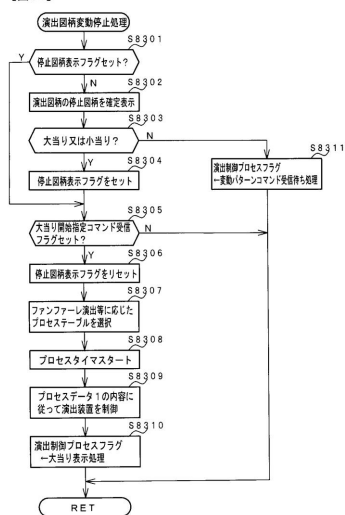 演出図柄変動停止処理
S8301
停止図柄表示フラグセット?
Y
N
S8302
演出図柄の停止図柄を確定表示
S8303
大当り又は小当り?
N
Y
S8304
停止図柄表示フラグをセット
S8311
演出制御プロセスフラグ
←変動パターンコマンド受信待ち処理
S8305
大当り開始指定コマンド受信
フラグセット?
N
Y
S8306
停止図柄表示フラグをリセット
S8307
ファンファーレ演出等に応じた
プロセステーブルを選択
S8308
プロセスタイマスタート
S8309
プロセスデータ1の内容に
従って演出装置を制御
S8310
演出制御プロセスフラグ
←大当り表示処理
RET